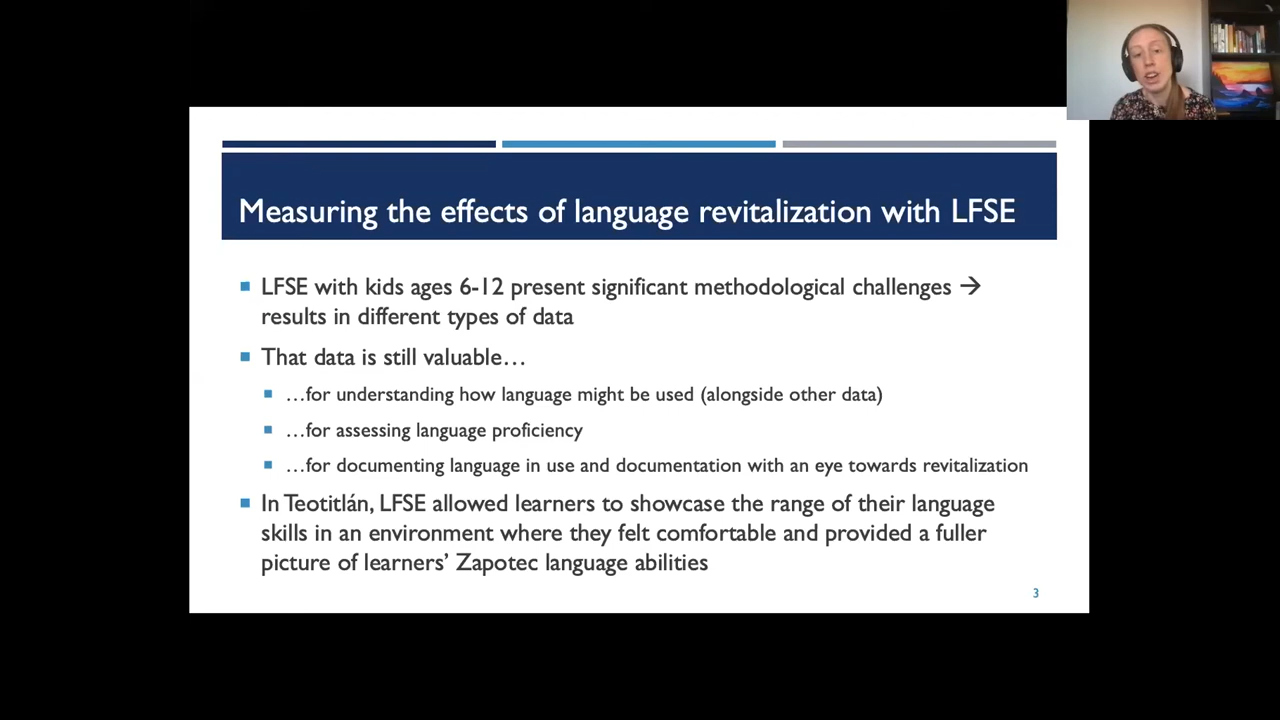 Measuring the effects of language revitalization with LFSE
LFSE with kids ages 6-12 present significant methodological challenges →
results in different types of data
That data is still valuable…
…for understanding how language might be used (alongside other data)
…for assessing language proficiency
…for documenting language in use and documentation with an eye towards revitalization
In Teotitlán, LFSE allowed learners to showcase the range of their language
skills in an environment where they felt comfortable and provided a fuller
picture of learners’ Zapotec language abilities
3